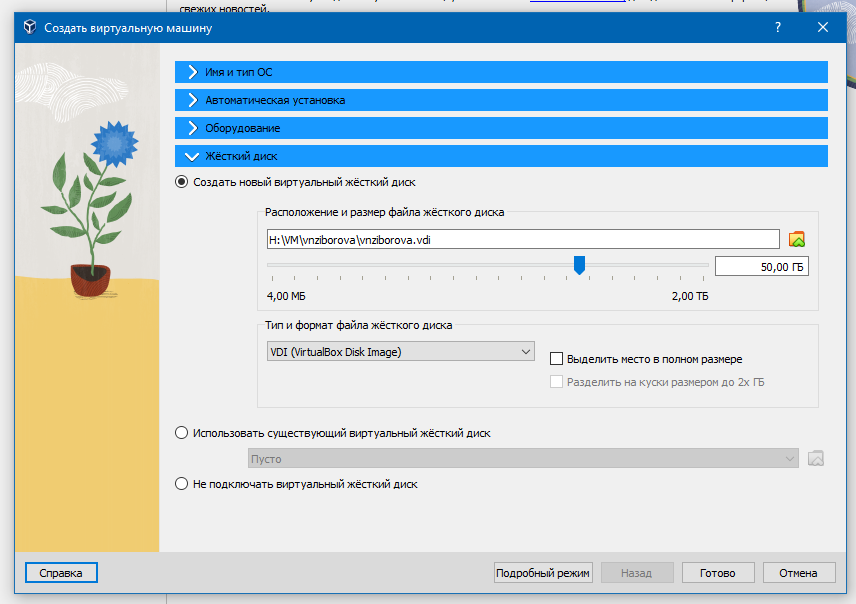 свежих новостей.
Создать виртуальную машину
?
Имя и тип ОС
Автоматическая установка
Оборудование
Жёсткий диск
Создать новый виртуальный жёсткий диск
Расположение и размер файла жёсткого диска
H:\VM\vnziborova\vnziborova.vdi
50,00 ГБ
4,00 МБ 2,00 ТБ
Тип и формат файла жёсткого диска
VDI (VirtualBox Disk Image)
Выделить место в полном размере
Разделить на куски размером до 2х ГБ
Использовать существующий виртуальный жёсткий диск
Пусто
Не подключать виртуальный жёсткий диск
Справка Подробный режим Назад Готово Отмена